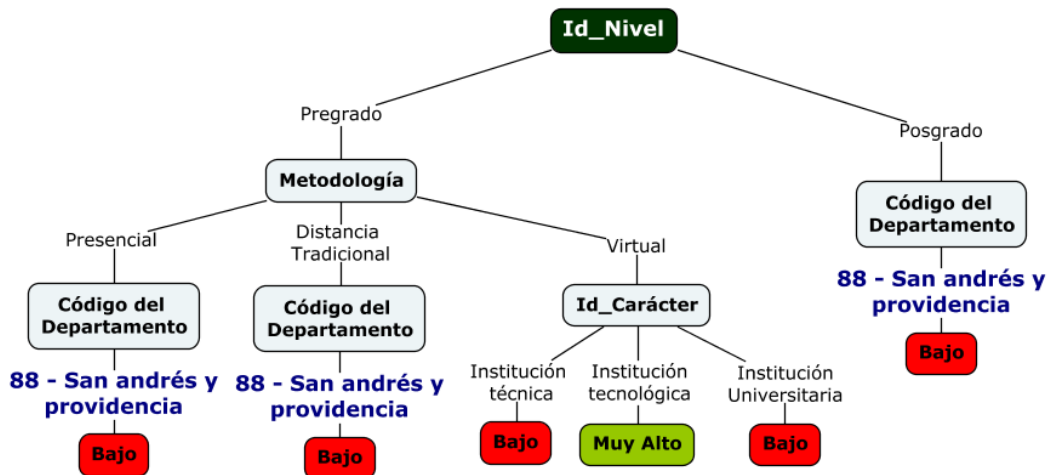 Id_Nivel
Pregrado
Posgrado
Metodología
Código del
Departamento
Presencial
Distancia
Tradicional
Virtual
88 - San andrés y
providencia
Código del
Departamento
Código del
Departamento
Id_Carácter
Bajo
88 - San andrés y
providencia
88 - San andrés y
providencia
Institución
técnica
Institución
tecnológica
Institución
Universitaria
Bajo
Bajo
Bajo
Muy Alto
Bajo